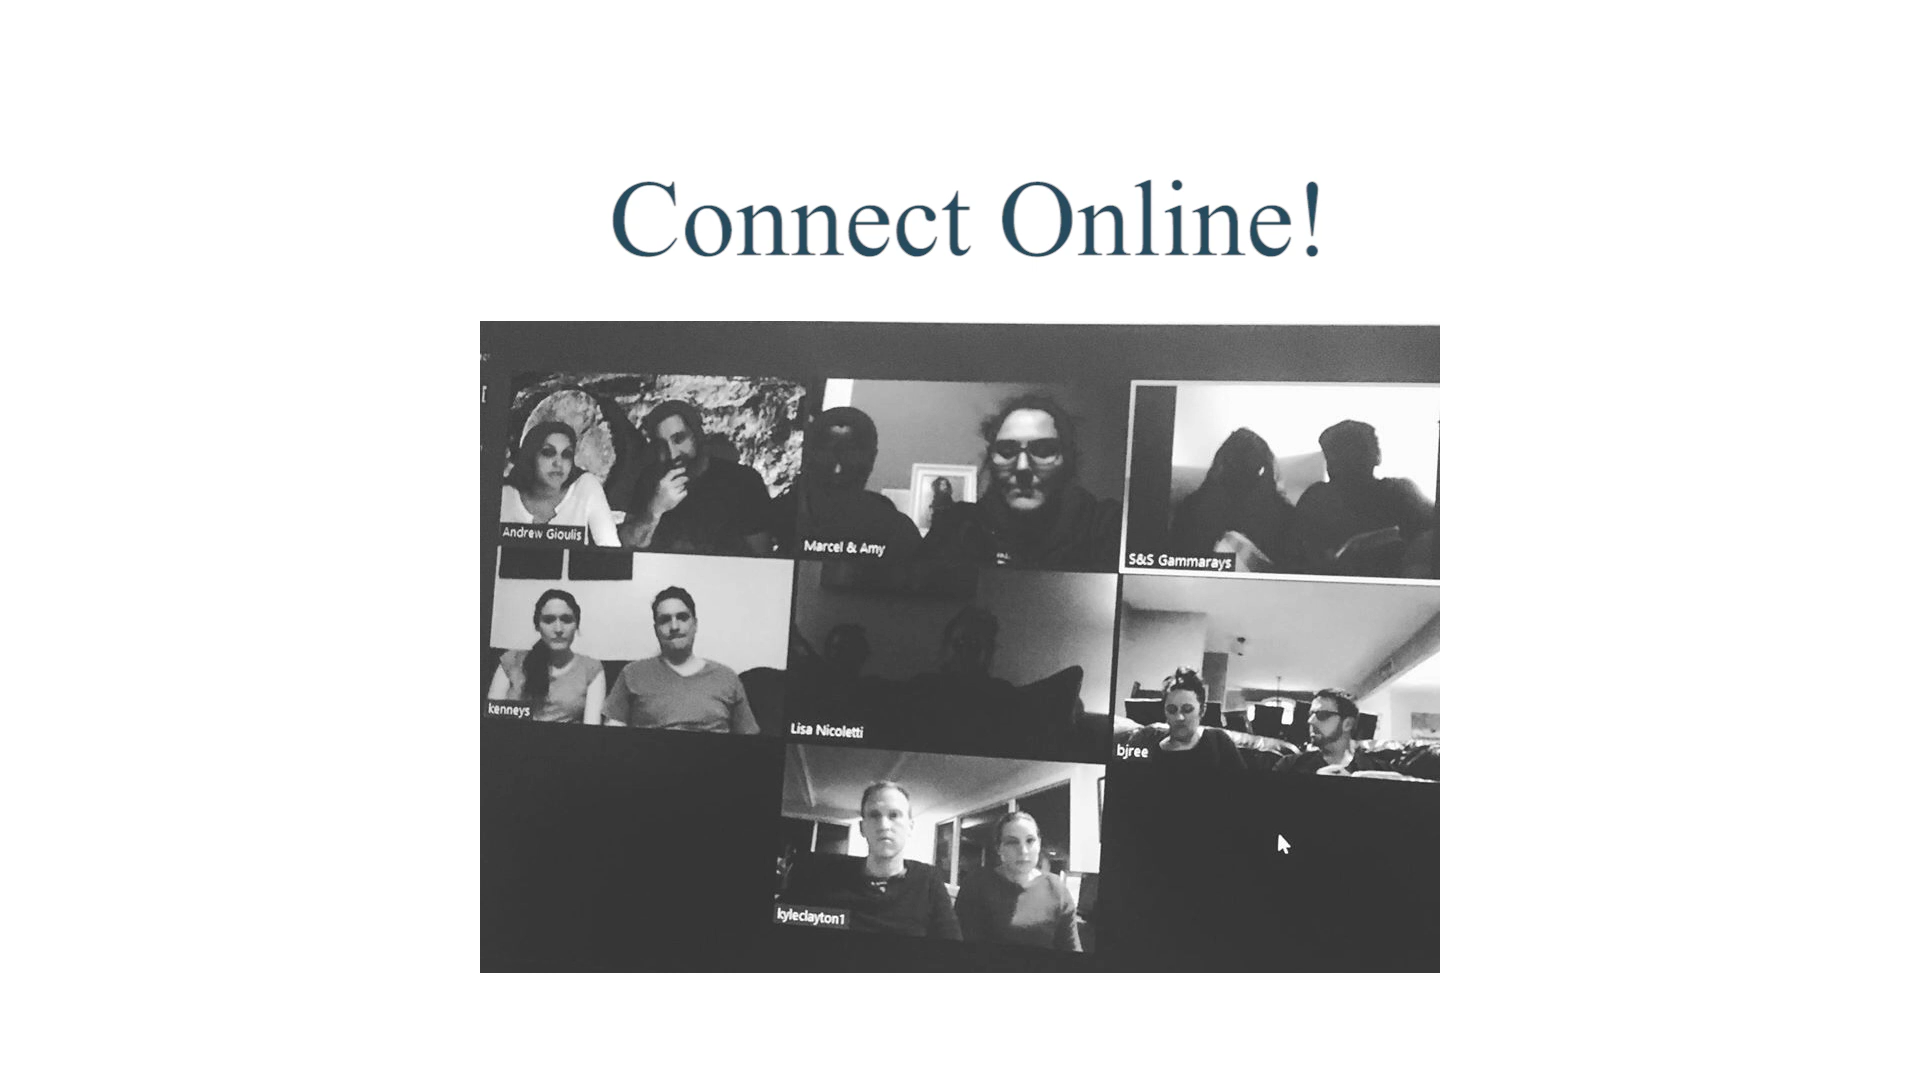 Connect Online!
Andrew Gioulis
Marcel & Amy
S&S Gammarays
kenneys
Lisa Nicoletti
bjree
kyleclayton1